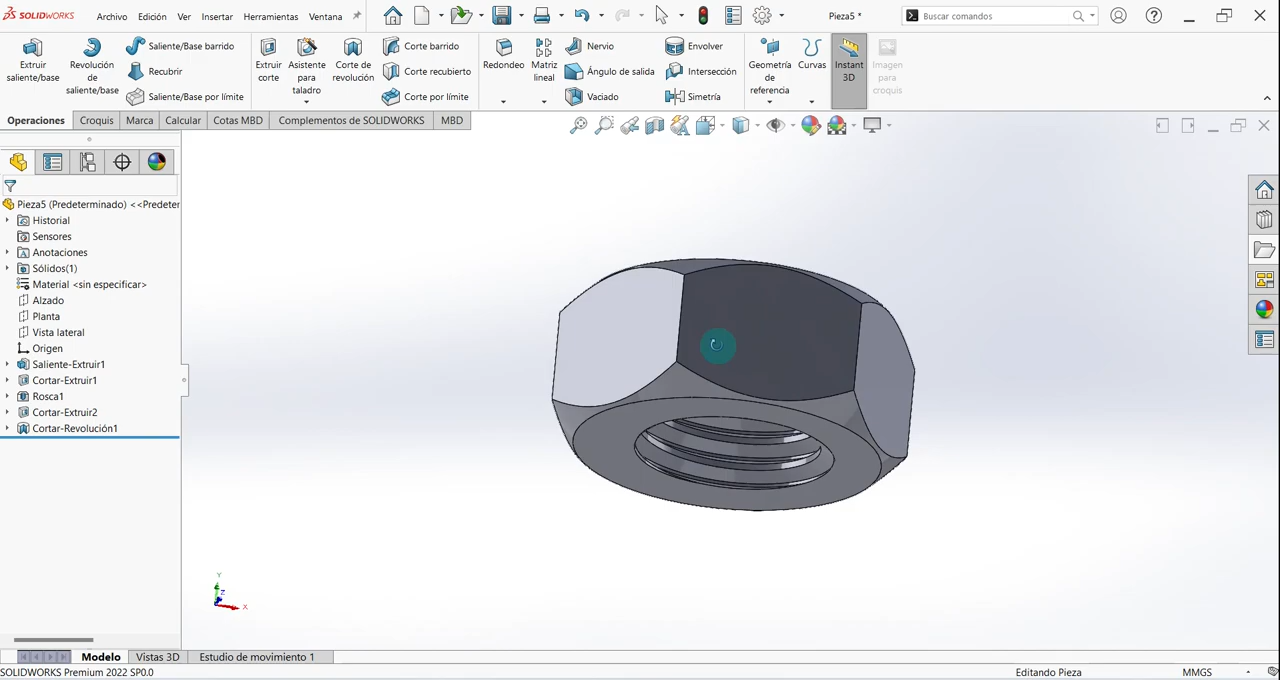 SOLIDWORKS
Archivo Edición Ver Insertar Herramientas Ventana
Pieza5 *
Buscar comandos
Extruir saliente/base
Revolución de saliente/base
Saliente/Base barrido
Recubrir
Saliente/Base por límite
Extruir corte
Asistente para taladro
Corte de revolución
Corte barrido
Corte recubierto
Corte por límite
Redondeo
Matriz lineal
Nervio
Ángulo de salida
Vaciado
Envolver
Intersección
Simetría
Geometría de referencia
Curvas
Instant 3D
Imagen para croquis
Operaciones Croquis Marca Calcular Cotas MBD Complementos de SOLIDWORKS MBD
Pieza5 (Predeterminado) <<Predeter
Historial
Sensores
Anotaciones
Sólidos(1)
Material <sin especificar>
Alzado
Planta
Vista lateral
Origen
Saliente-Extruir1
Cortar-Extruir1
Rosca1
Cortar-Extruir2
Cortar-Revolución1
Y
Z
X
Modelo Vistas 3D Estudio de movimiento 1
SOLIDWORKS Premium 2022 SP0.0
Editando Pieza
MMGS